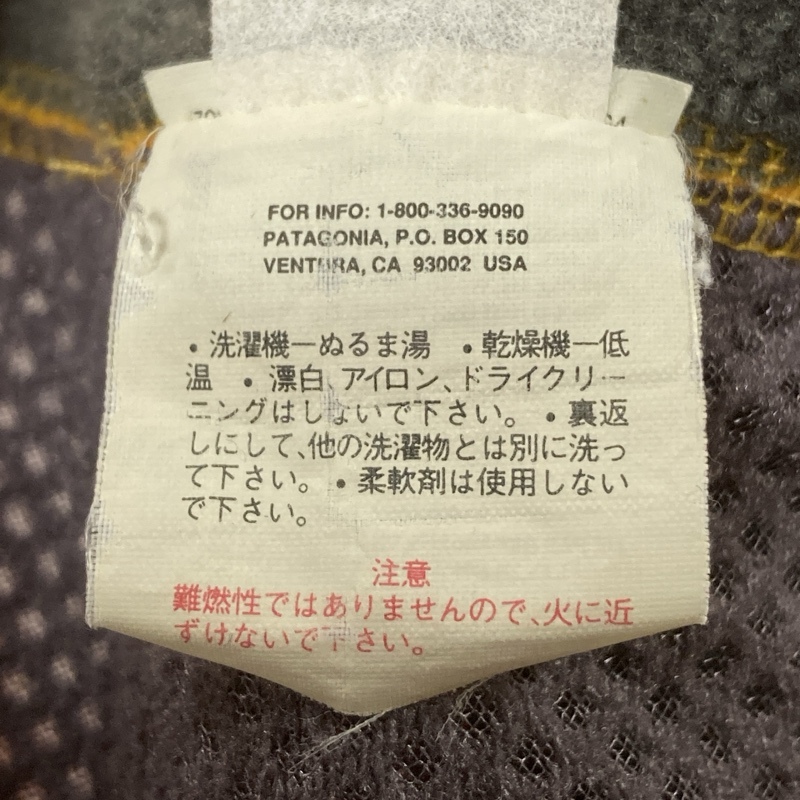 FOR INFO: 1-800-336-9090
PATAGONIA, P.O. BOX 150
VENTURA, CA 93002 USA
• 洗濯機—ぬるま湯 • 乾燥機—低
温 • 漂白、アイロン、ドライクリー
ニングはしないで下さい。 • 裏返
しにして、他の洗濯物とは別に洗っ
て下さい。 • 柔軟剤は使用しない
で下さい。
注意
難燃性ではありませんので、火に近
ずけないで下さい。